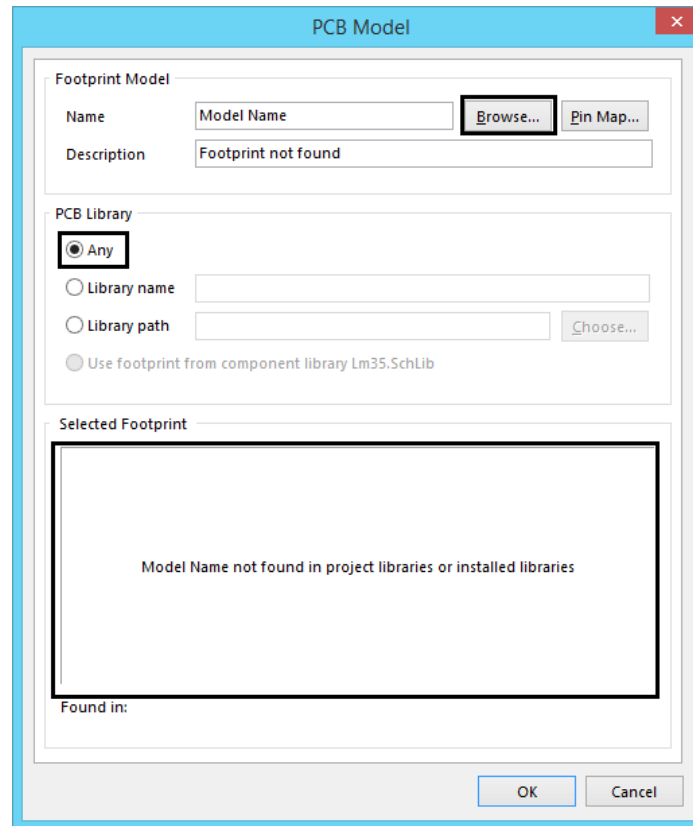 PCB Model
Footprint Model
Name Model Name Browse... Pin Map...
Description Footprint not found
PCB Library
Any
Library name
Library path Choose...
Use footprint from component library Lm35.SchLib
Selected Footprint
Model Name not found in project libraries or installed libraries
Found in:
OK Cancel